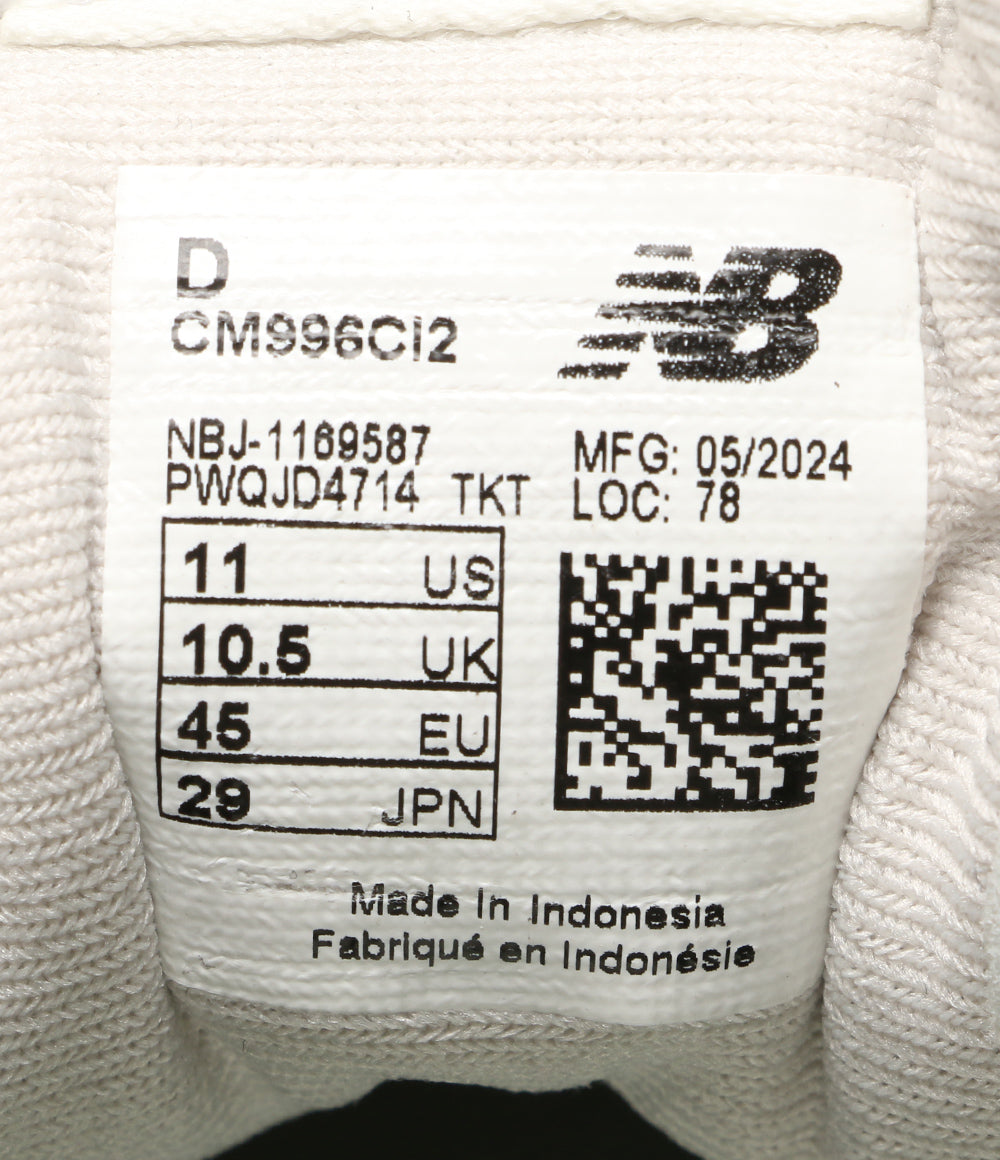 D
CM996CI2
NB
NBJ-1169587
PWQJD4714 TKT
MFG: 05/2024
LOC: 78
11 US
10.5 UK
45 EU
29 JPN
Made In Indonesia
Fabriqué en Indonésie